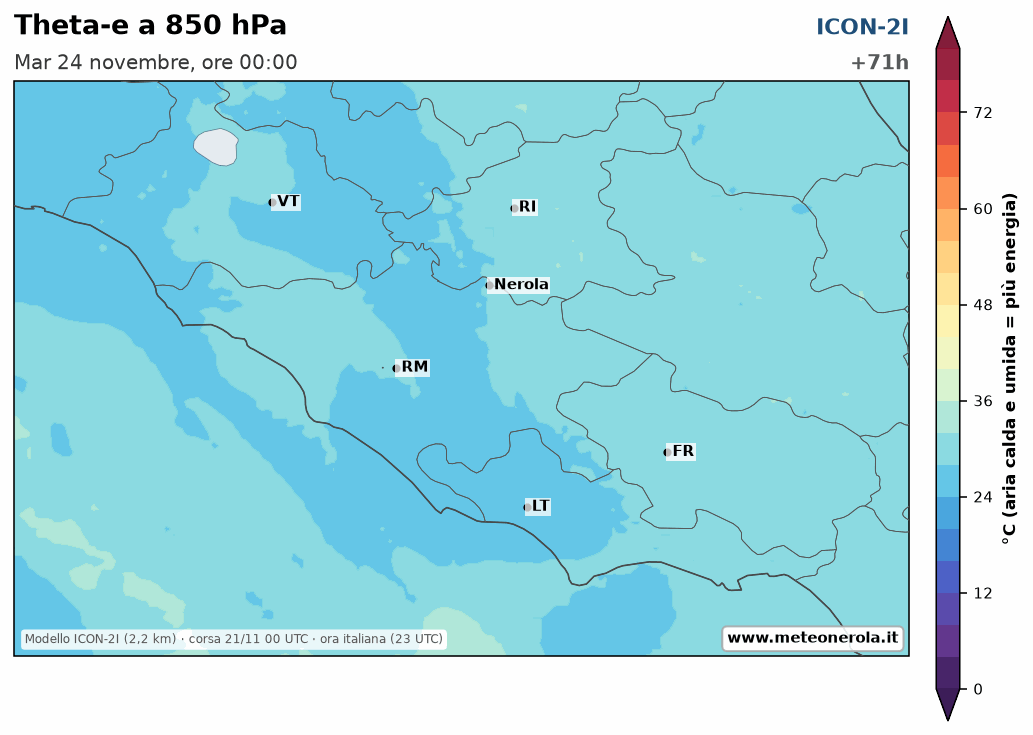 Theta-e a 850 hPa
ICON-2I
Mar 24 novembre, ore 00:00
+71h
VT
RI
Nerola
RM
FR
LT
72
60
48
36
24
12
0
°C (aria calda e umida = più energia)
Modello ICON-2I (2,2 km) · corsa 21/11 00 UTC · ora italiana (23 UTC)
www.meteonerola.it